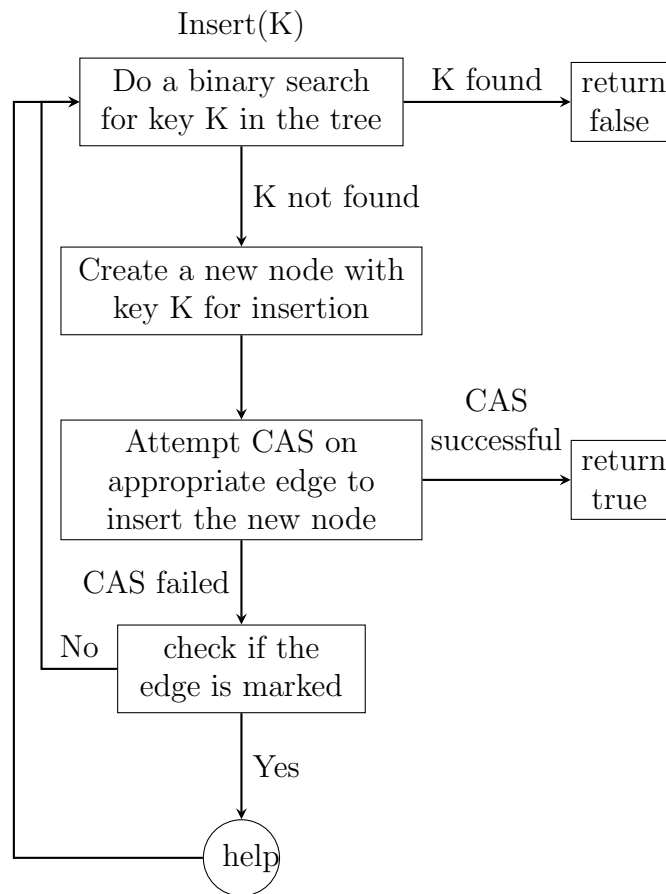 Insert(K)
Do a binary search
for key K in the tree
K found
return
false
K not found
Create a new node with
key K for insertion
Attempt CAS on
appropriate edge to
insert the new node
CAS
successful
return
true
CAS failed
No
check if the
edge is marked
Yes
help